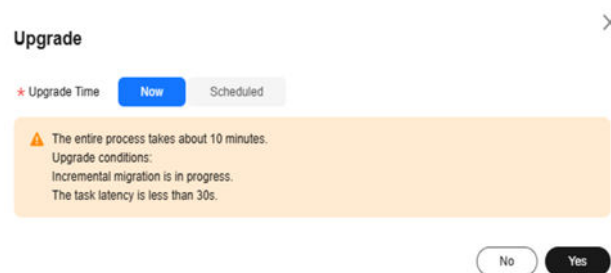 Upgrade
* Upgrade Time Now Scheduled
The entire process takes about 10 minutes.
Upgrade conditions:
Incremental migration is in progress.
The task latency is less than 30s.
No Yes